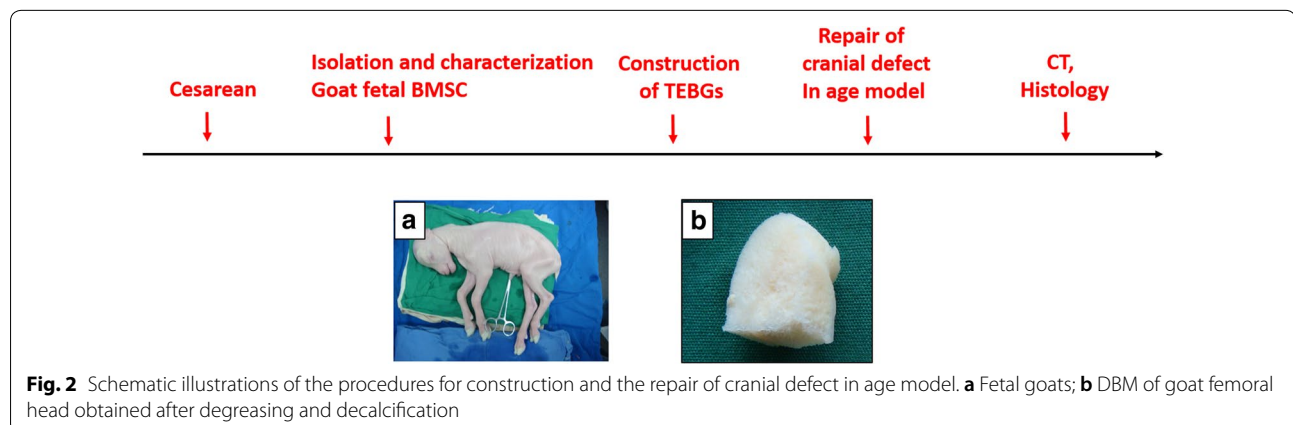 Cesarean
Isolation and characterization
Goat fetal BMSC
Construction
of TEBGs
Repair of
cranial defect
In age model
CT,
Histology
a
b
Fig. 2 Schematic illustrations of the procedures for construction and the repair of cranial defect in age model. a Fetal goats; b DBM of goat femoral
head obtained after degreasing and decalcification